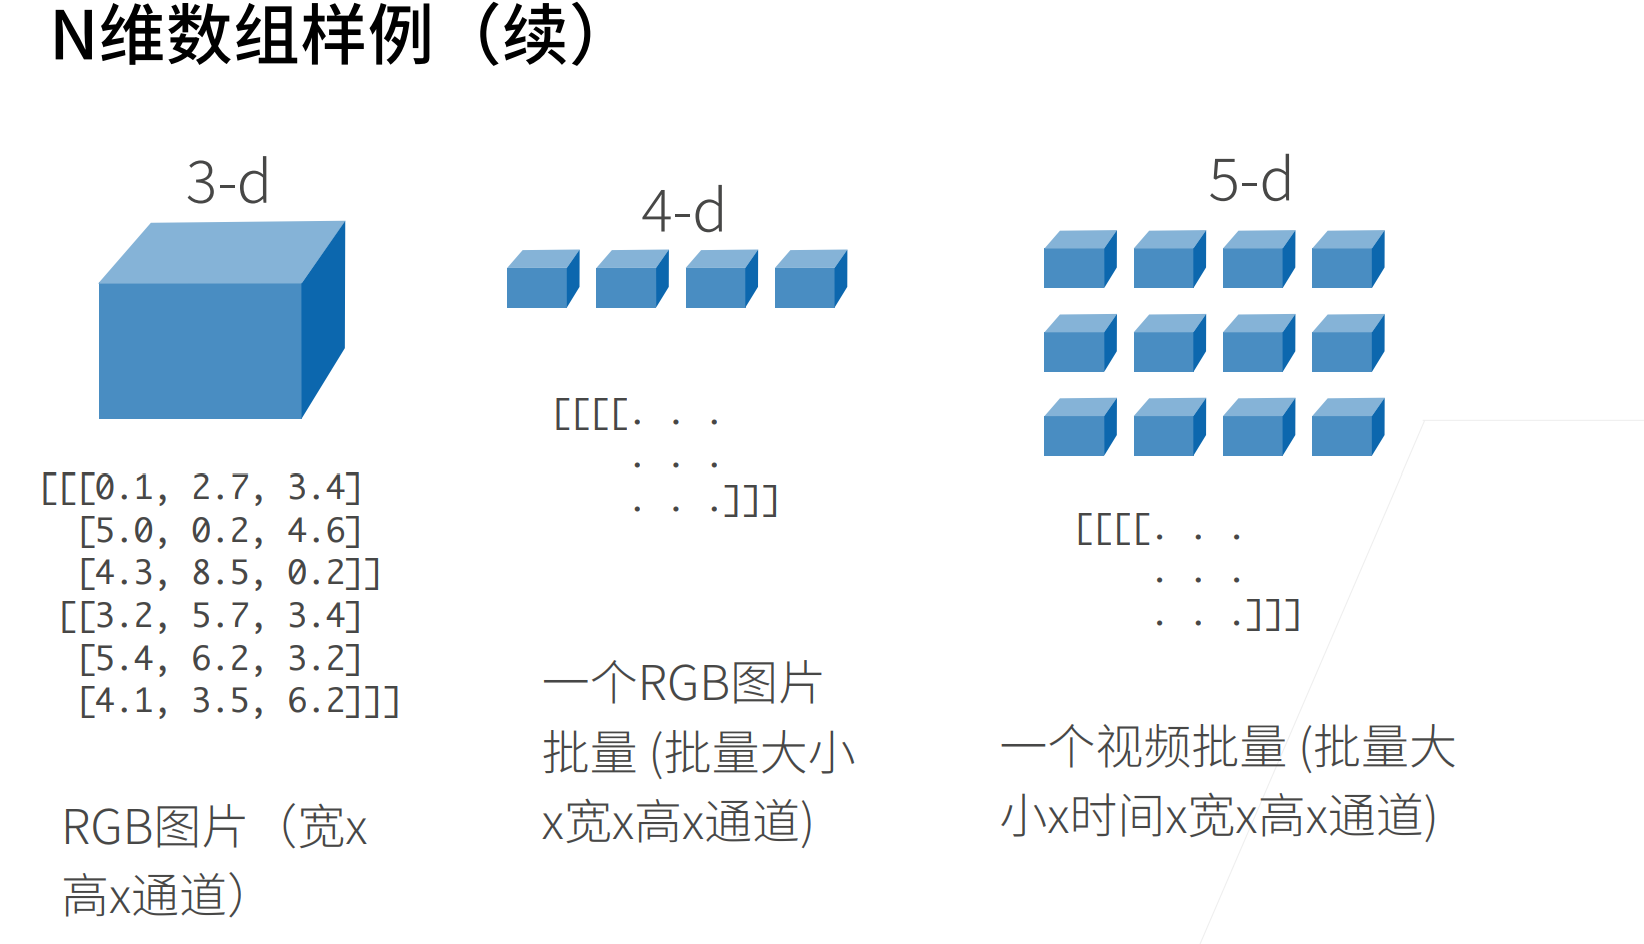 N维数组样例（续）
3-d
[[[0.1, 2.7, 3.4]
[5.0, 0.2, 4.6]
[4.3, 8.5, 0.2]]
[[3.2, 5.7, 3.4]
[5.4, 6.2, 3.2]
[4.1, 3.5, 6.2]]]
RGB图片（宽x
高x通道）
4-d
[[[[. . .
. . .
. . .]]]
一个RGB图片
批量 (批量大小
x宽x高x通道)
5-d
[[[[. . .
. . .
. . .]]]
一个视频批量 (批量大
小x时间x宽x高x通道)